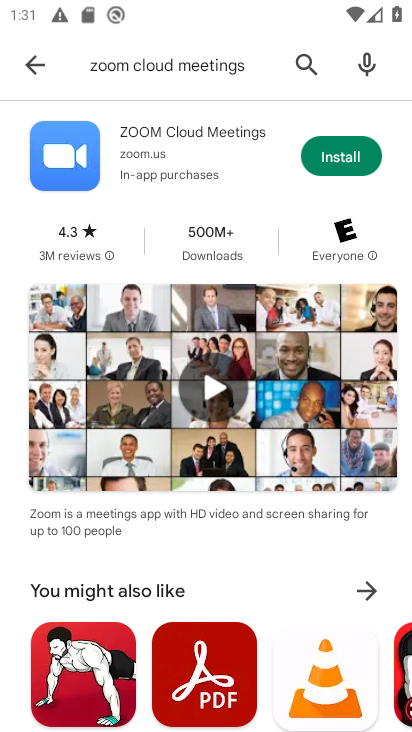 1:31
zoom cloud meetings
ZOOM Cloud Meetings
zoom.us
In-app purchases
Install
4.3 ★
500M+
E
3M reviews
Downloads
Everyone
Zoom is a meetings app with HD video and screen sharing for
up to 100 people
You might also like
PDF